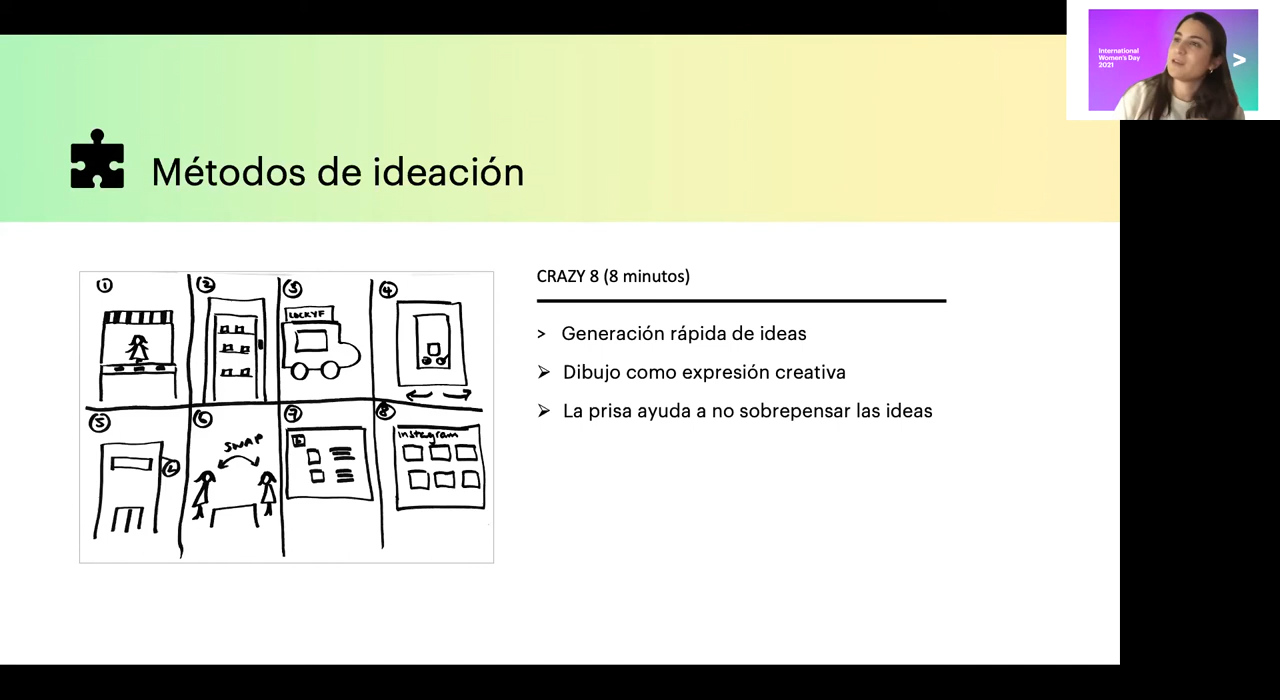 International
Women's Day
2021
>
Métodos de ideación
CRAZY 8 (8 minutos)
> Generación rápida de ideas
➢ Dibujo como expresión creativa
➢ La prisa ayuda a no sobrepensar las ideas
1 2 3 4
5 6 7 8
SWAP
Instagram